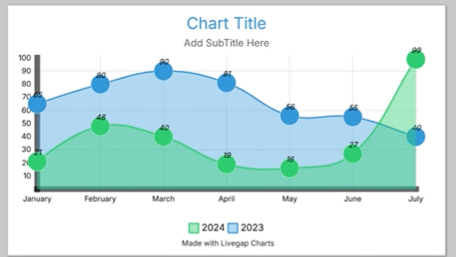 Chart Title
Add SubTitle Here
100
90
80
70
60
50
40
30
20
10
65 80 90 81 56 55 40
21 48 40 19 16 27 99
January February March April May June July
2024 2023
Made with Livegap Charts